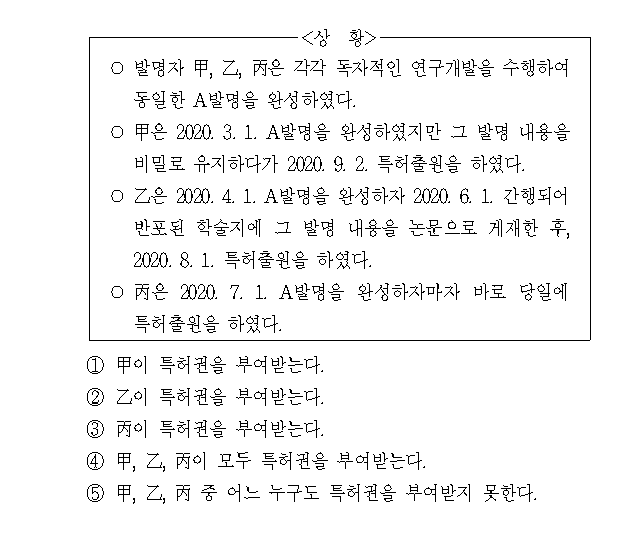 <상 황>
○ 발명자 甲, 乙, 丙은 각각 독자적인 연구개발을 수행하여
동일한 A발명을 완성하였다.
○ 甲은 2020. 3. 1. A발명을 완성하였지만 그 발명 내용을
비밀로 유지하다가 2020. 9. 2. 특허출원을 하였다.
○ 乙은 2020. 4. 1. A발명을 완성하자 2020. 6. 1. 간행되어
반포된 학술지에 그 발명 내용을 논문으로 게재한 후,
2020. 8. 1. 특허출원을 하였다.
○ 丙은 2020. 7. 1. A발명을 완성하자마자 바로 당일에
특허출원을 하였다.
① 甲이 특허권을 부여받는다.
② 乙이 특허권을 부여받는다.
③ 丙이 특허권을 부여받는다.
④ 甲, 乙, 丙이 모두 특허권을 부여받는다.
⑤ 甲, 乙, 丙 중 어느 누구도 특허권을 부여받지 못한다.